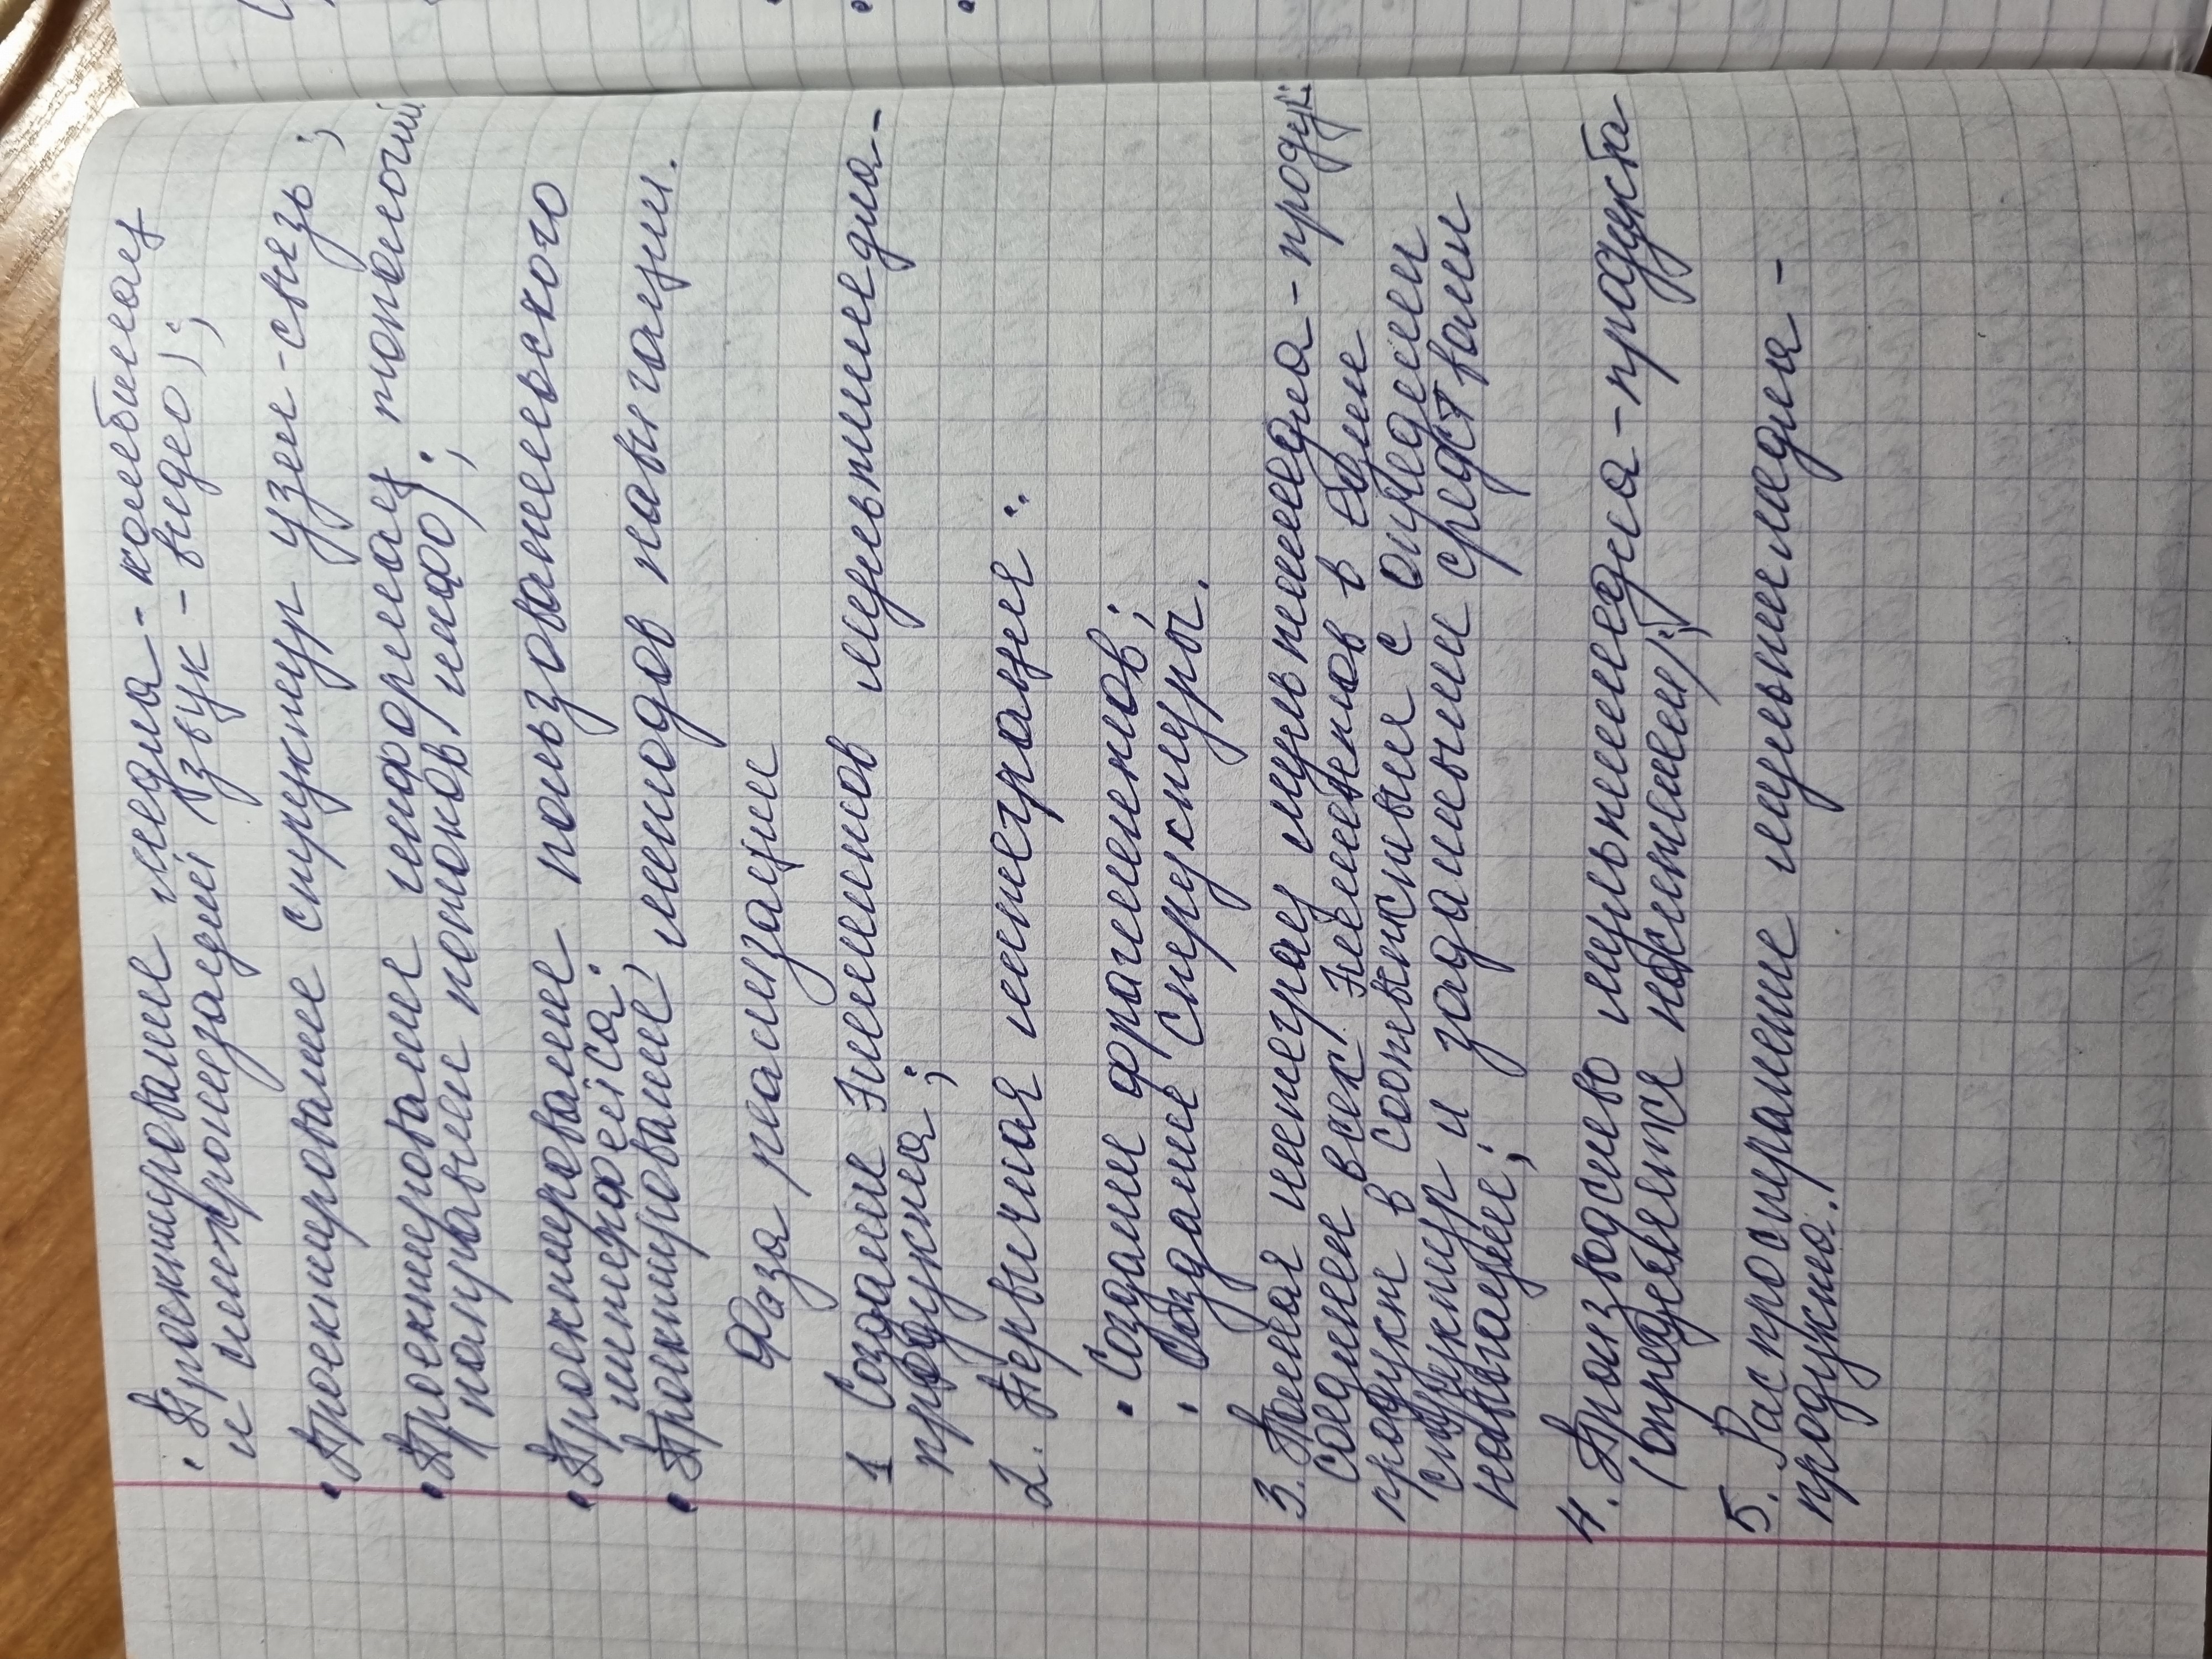 · Проектирование медиа - комбинац
и синхронизаций (звук - видео);
· Проектирование структур узел - связь;
· Проектирование информац топологий
(направлен потоков инфо);
· Проектирование пользовательского
интерфейса;
· Проектирование методов навигации.
Фаза реализации
1 Создание элементов мультимедиа-
продукта;
2. Первичная интеграция:
· Создание фрагментов;
· Создание структуры.
3. Полная интеграц мультимедиа - продук:
соединен всех элементов в един
продукт в соответствии с определен
структур и заданными средствами
навигации;
4. Производство мультимедиа - продукта
(определяется носителем);
5. Распространение мультимедиа -
продукта.